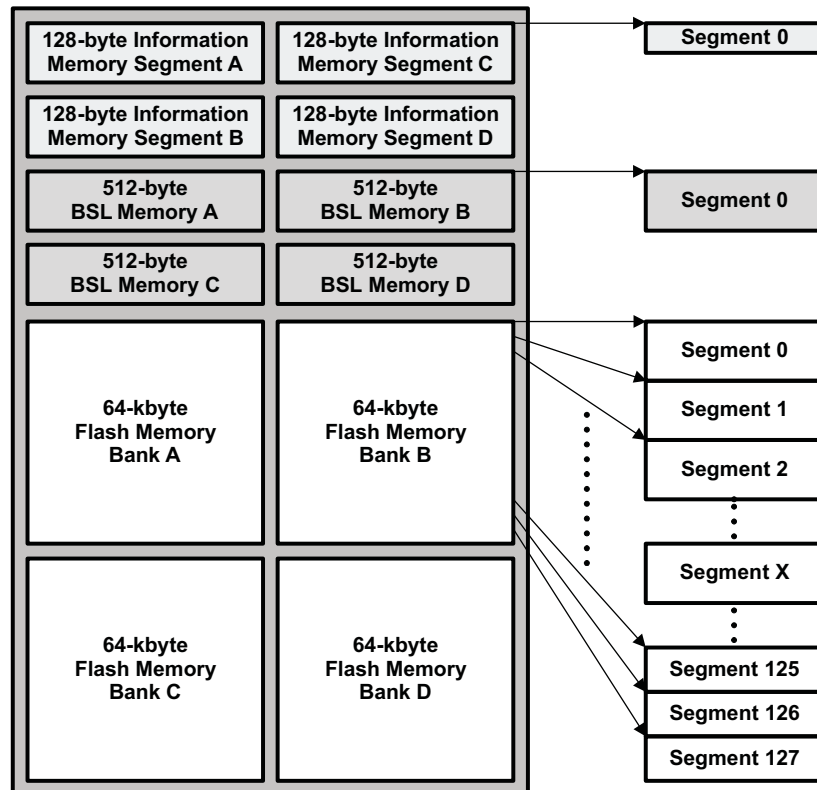 128-byte Information
Memory Segment A
128-byte Information
Memory Segment C
Segment 0
128-byte Information
Memory Segment B
128-byte Information
Memory Segment D
512-byte
BSL Memory A
512-byte
BSL Memory B
Segment 0
512-byte
BSL Memory C
512-byte
BSL Memory D
64-kbyte
Flash Memory
Bank A
64-kbyte
Flash Memory
Bank B
Segment 0
Segment 1
Segment 2
Segment X
64-kbyte
Flash Memory
Bank C
64-kbyte
Flash Memory
Bank D
Segment 125
Segment 126
Segment 127